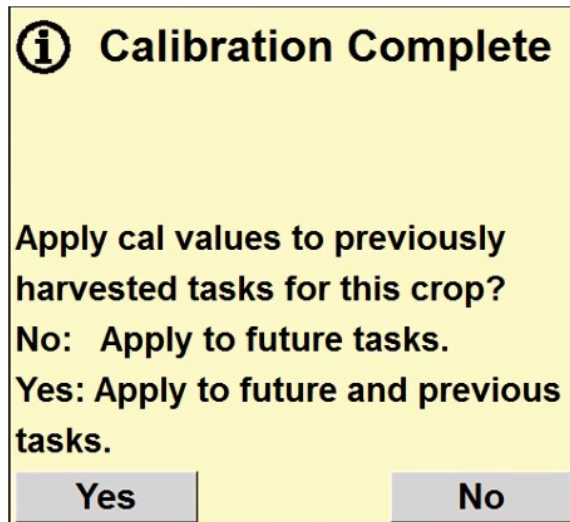 Calibration Complete
Apply cal values to previously
harvested tasks for this crop?
No: Apply to future tasks.
Yes: Apply to future and previous
tasks.
Yes No